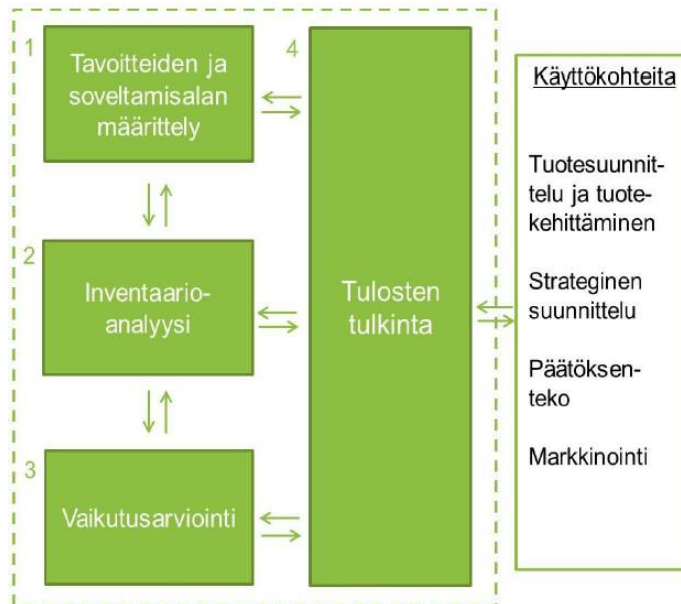 1
Tavoitteiden ja
soveltamisalan
määrittely
2
Inventaario-
analyysi
3
Vaikutusarviointi
4
Tulosten
tulkinta
Käyttökohteita
Tuotesuunnit-
telu ja tuote-
kehittäminen
Strateginen
suunnittelu
Päätöksen-
teko
Markkinointi